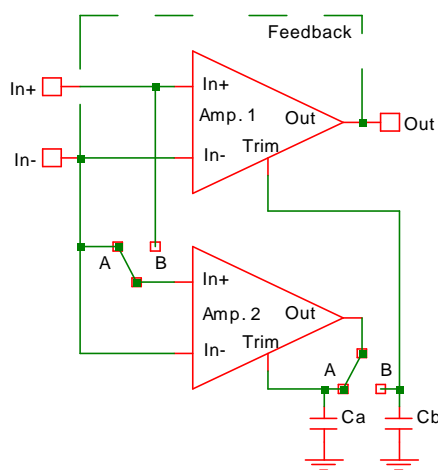 Feedback
In+
In+
Amp.1
Out
Out
In-
In-
Trim
A
B
In+
Amp.2
Out
In-
Trim
A
B
Ca
Cb